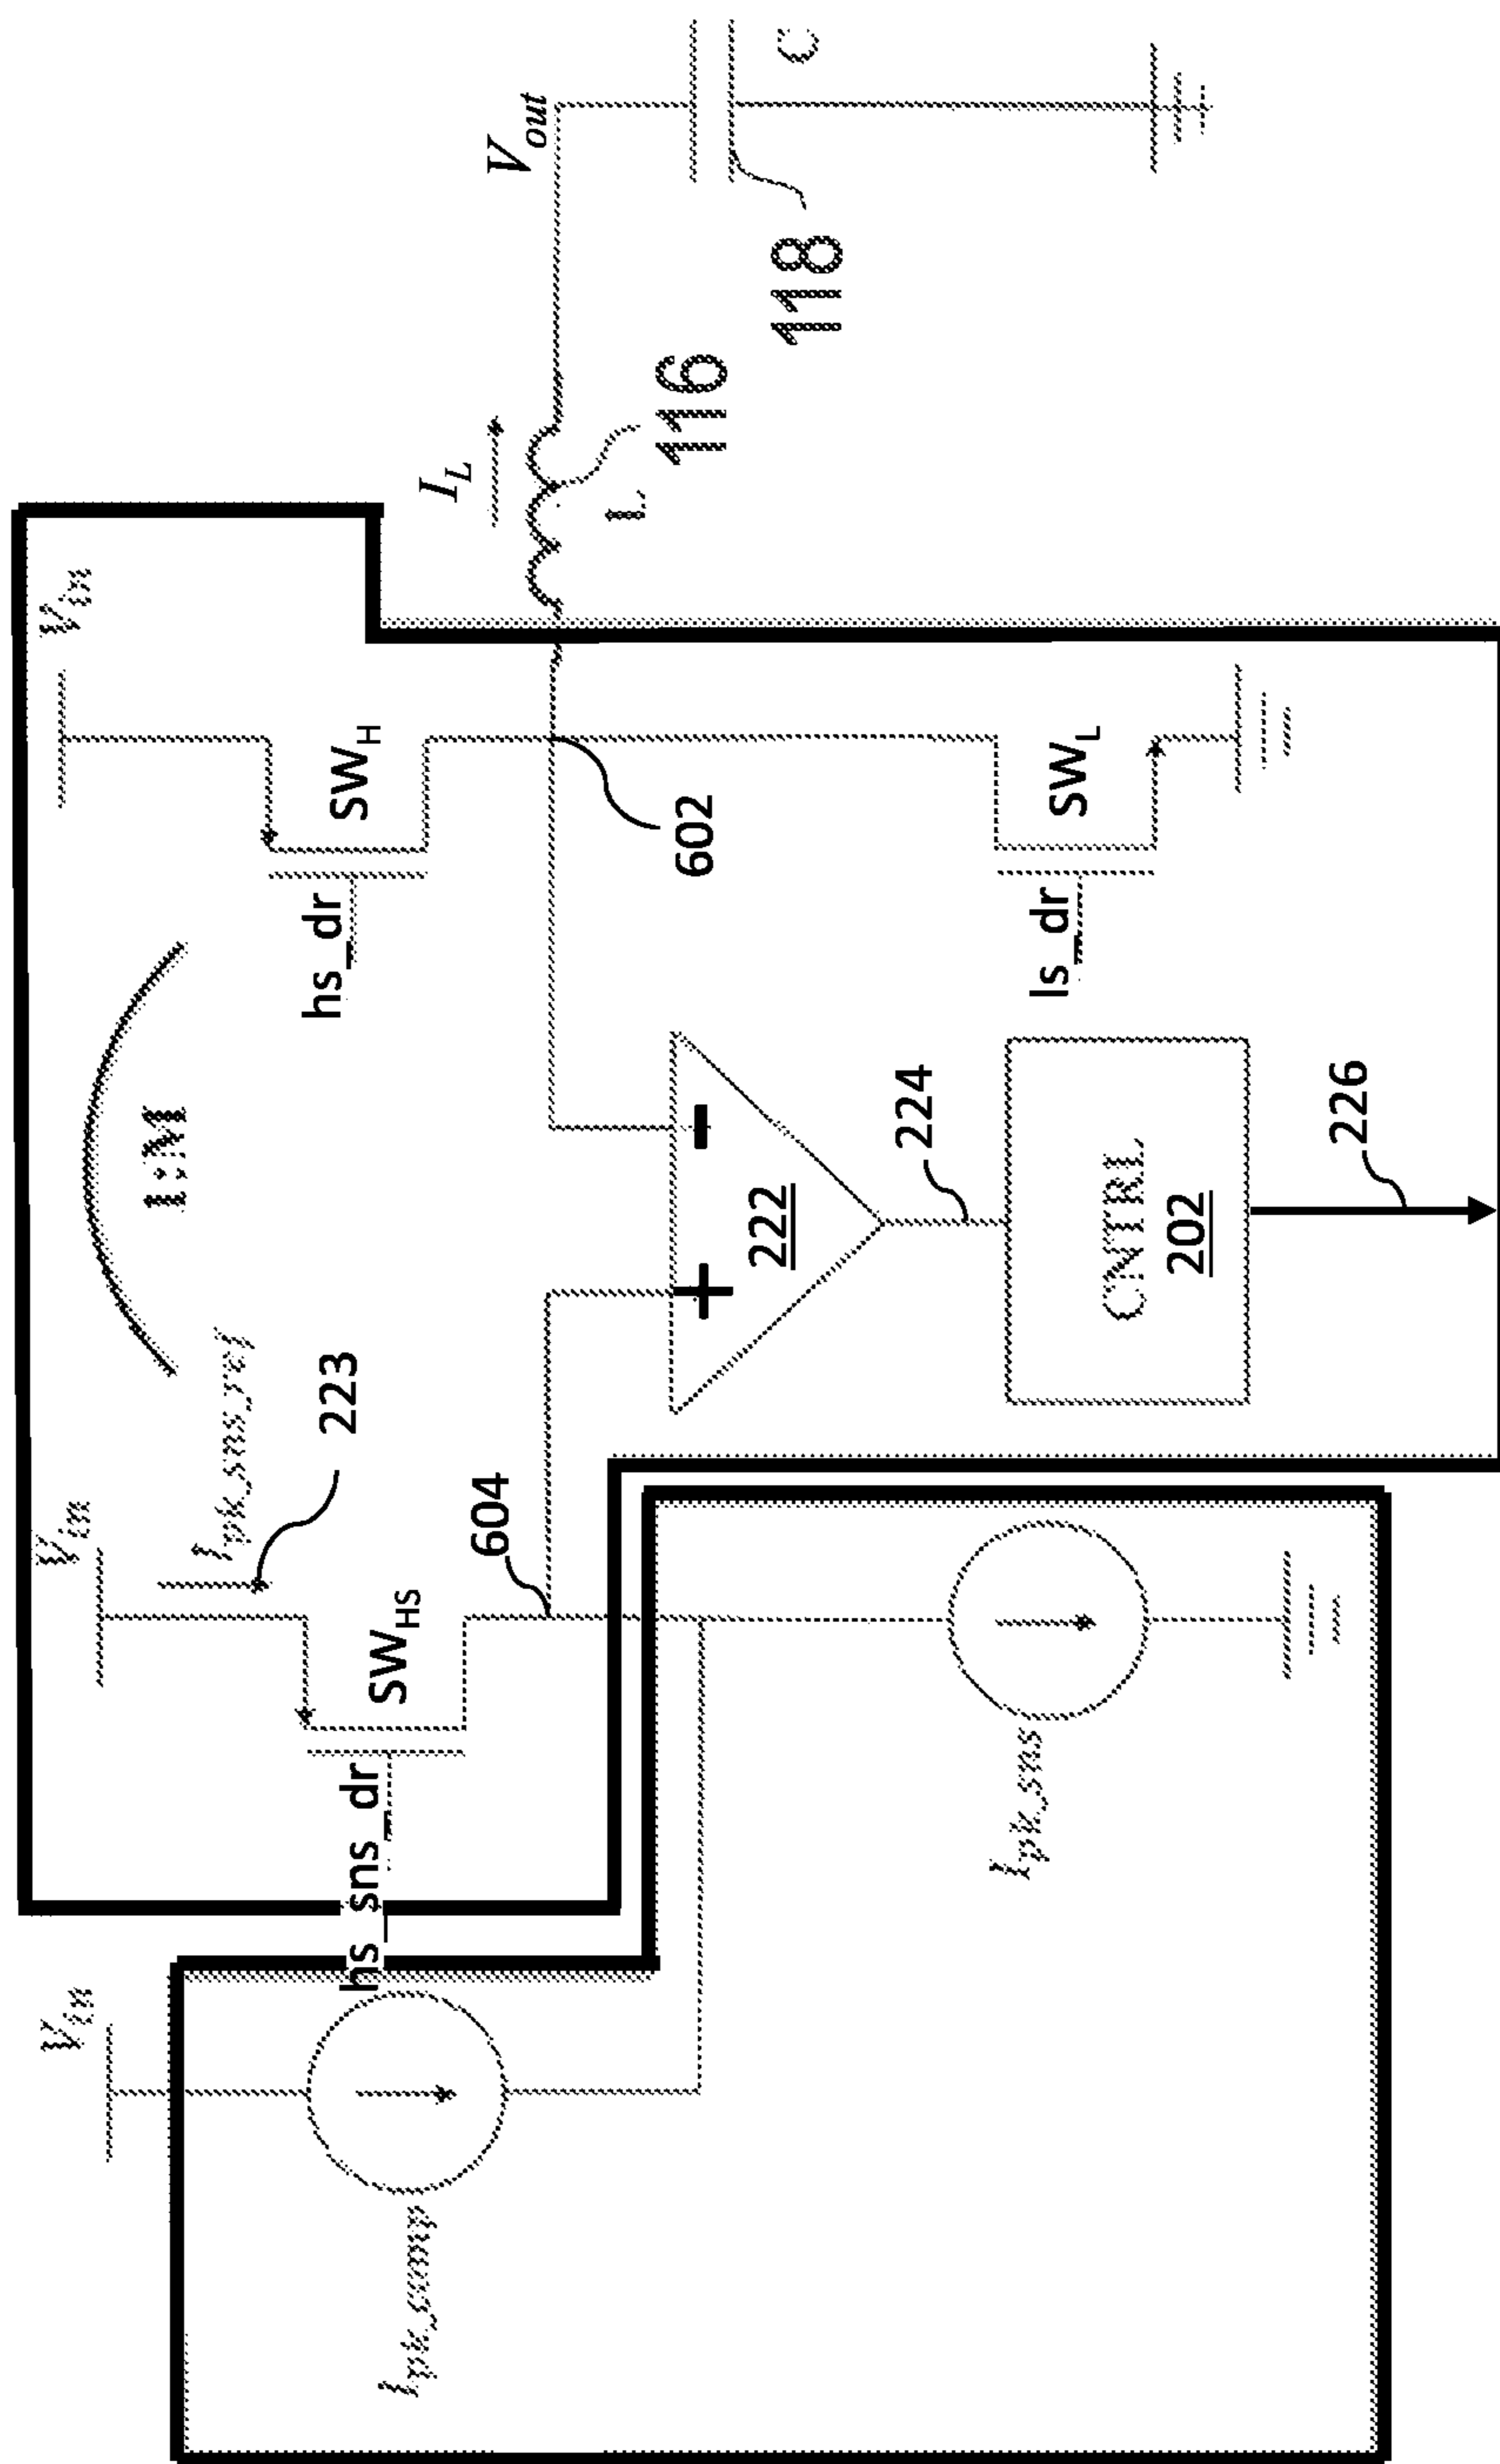 V_in
V_in
V_in
1:M
I_pk_sns_ref
223
hs_sns_dr
SW_HS
hs_dr
SW_H
I_pk_comp
604
602
I_L
V_out
L
116
118
C
+
-
222
224
I_pk_sns
CNTRL
202
ls_dr
SW_L
226